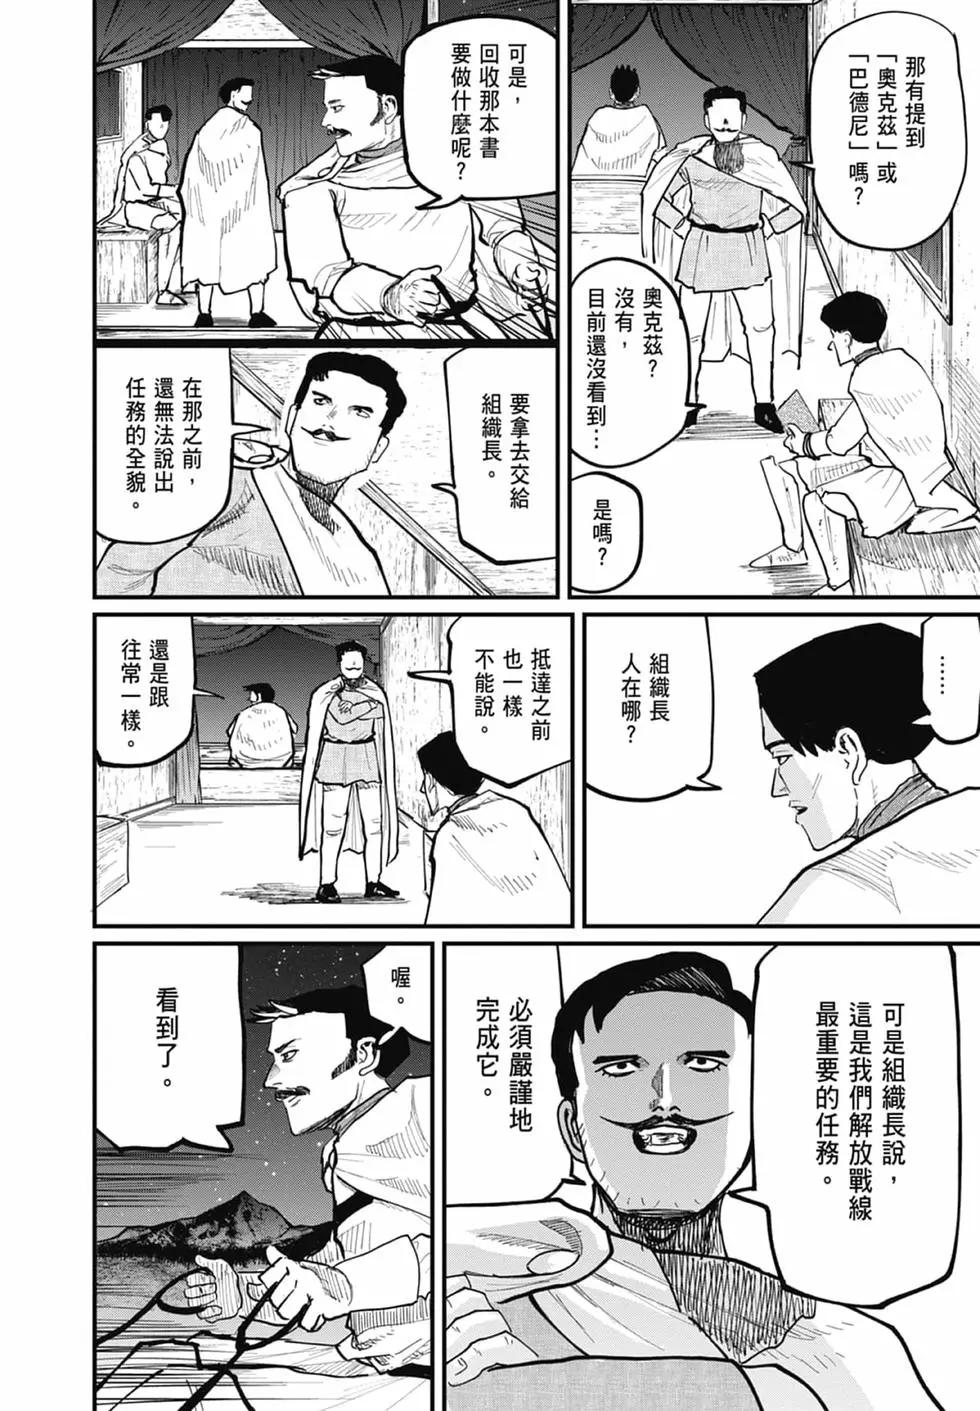 那有提到
「奧克茲」或
「巴德尼」嗎？
奧克茲？
沒有，
目前還沒看到…
是嗎？
可是，
回收那本書
要做什麼呢？
要拿去交給
組織長。
在那之前，
還無法說出
任務的全貌。
……
組織長
人在哪？
抵達之前
也一樣
不能說。
還是跟
往常一樣。
可是組織長說，
這是我們解放戰線
最重要的任務。
必須嚴謹地
完成它。
喔。
看到了。